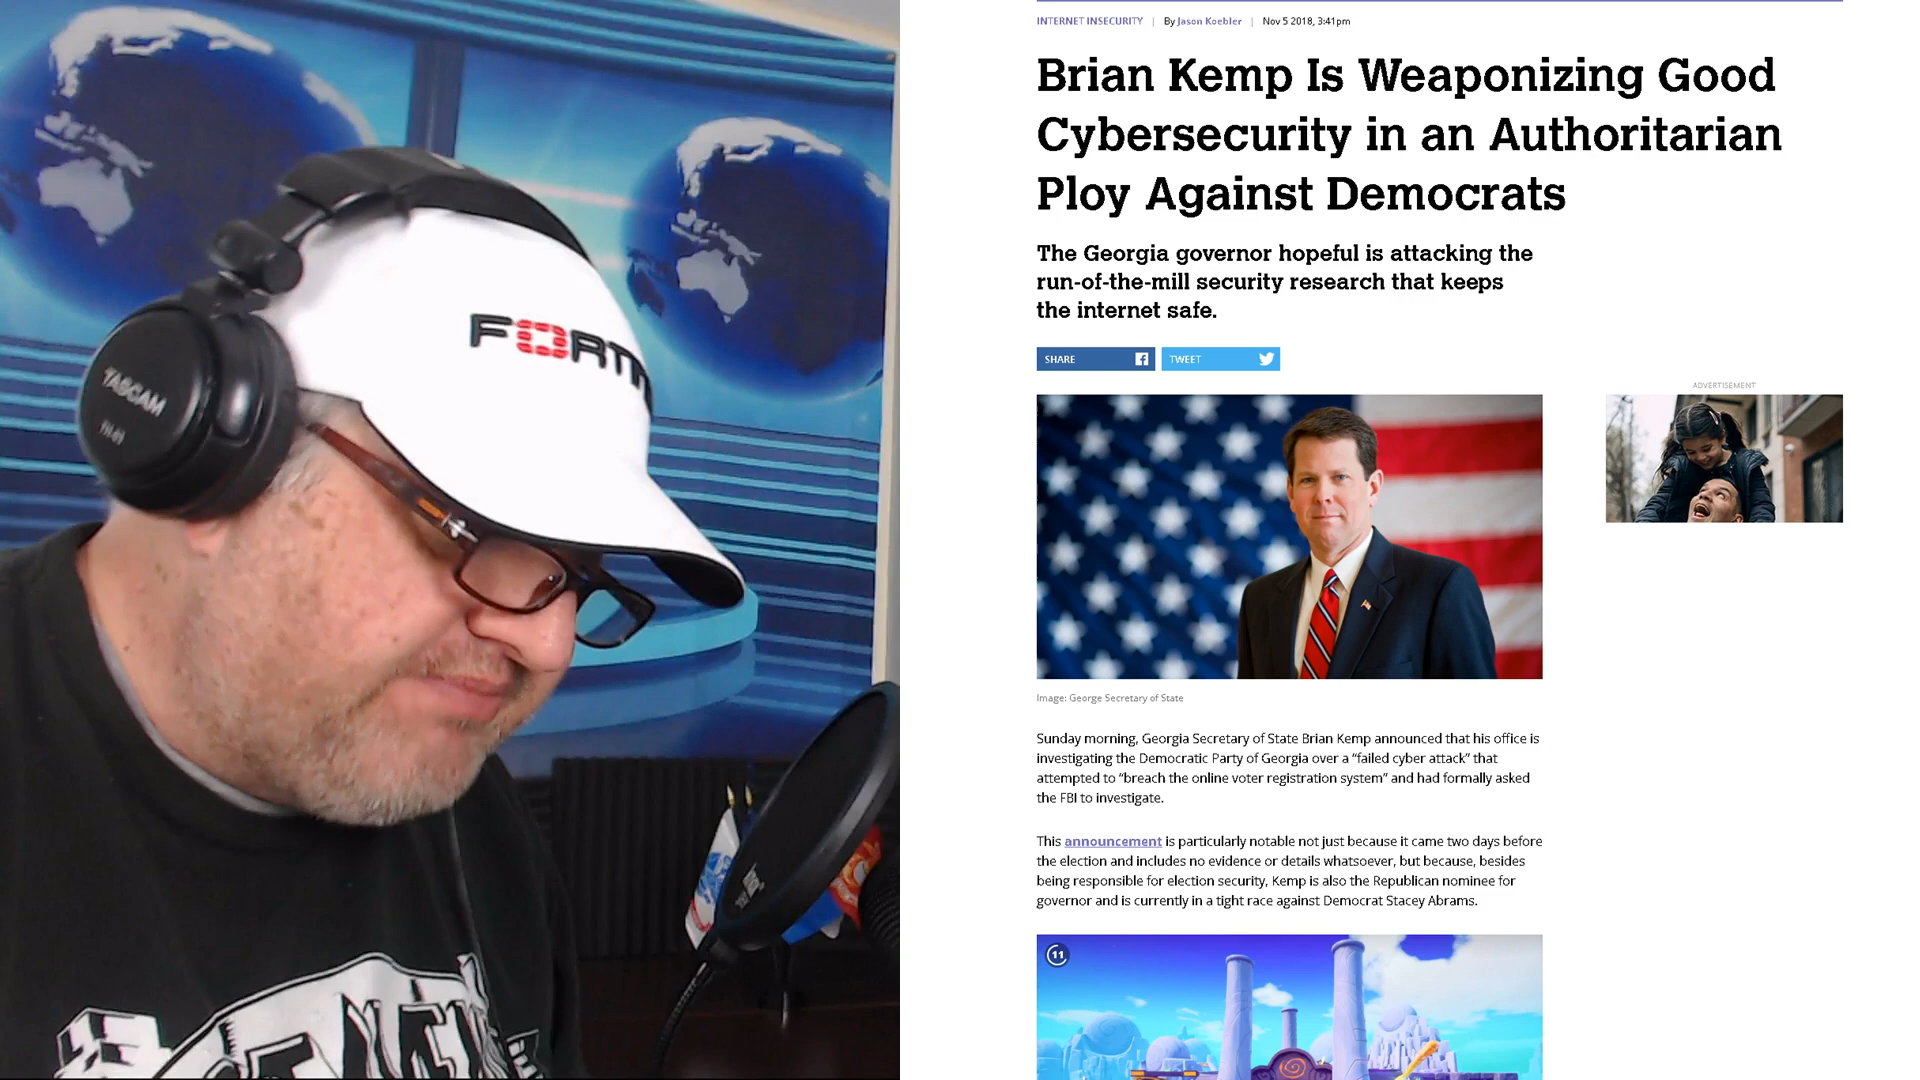 INTERNET INSECURITY | By Jason Koebler | Nov 5 2018, 3:41pm
Brian Kemp Is Weaponizing Good
Cybersecurity in an Authoritarian
Ploy Against Democrats
The Georgia governor hopeful is attacking the
run-of-the-mill security research that keeps
the internet safe.
SHARE
TWEET
ADVERTISEMENT
Image: George Secretary of State
Sunday morning, Georgia Secretary of State Brian Kemp announced that his office is
investigating the Democratic Party of Georgia over a “failed cyber attack” that
attempted to “breach the online voter registration system” and had formally asked
the FBI to investigate.
This announcement is particularly notable not just because it came two days before
the election and includes no evidence or details whatsoever, but because, besides
being responsible for election security, Kemp is also the Republican nominee for
governor and is currently in a tight race against Democrat Stacey Abrams.
11
FORTI
TASCAM